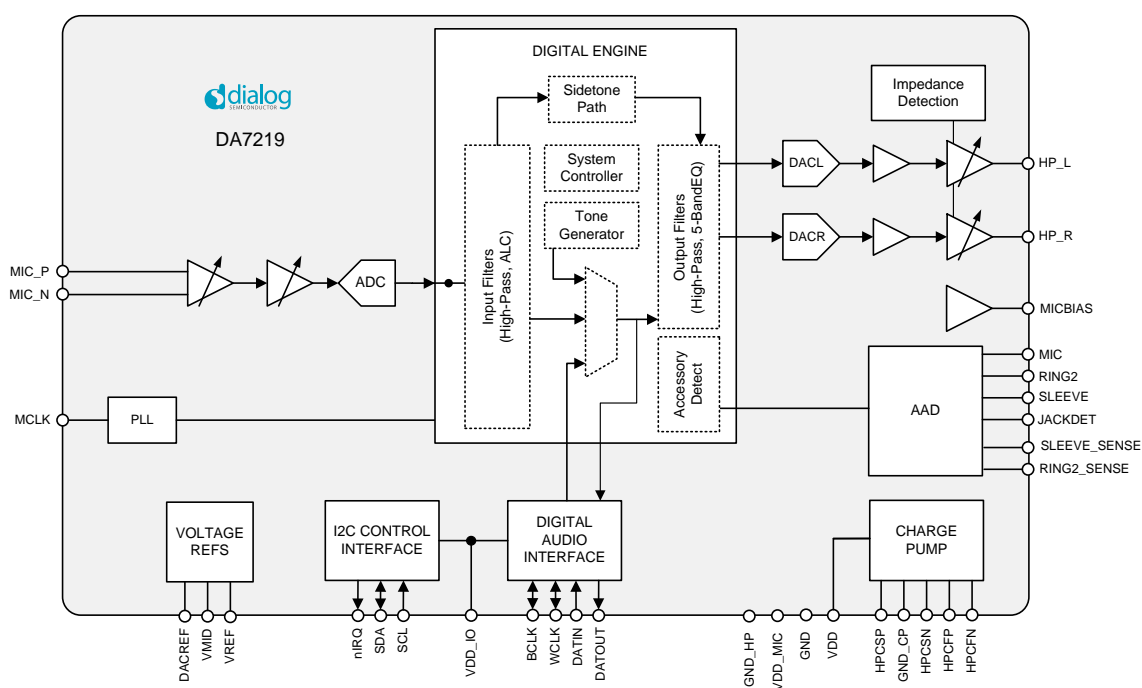 DIGITAL ENGINE
dialog
SEMICONDUCTOR
DA7219
Sidetone
Path
System
Controller
Tone
Generator
Input Filters
(High-Pass, ALC)
Output Filters
(High-Pass, 5-BandEQ)
Accessory
Detect
Impedance
Detection
DACL
DACR
HP_L
HP_R
MIC_P
MIC_N
ADC
MICBIAS
MIC
RING2
SLEEVE
JACKDET
SLEEVE_SENSE
RING2_SENSE
AAD
MCLK
PLL
VOLTAGE
REFS
I2C CONTROL
INTERFACE
DIGITAL
AUDIO
INTERFACE
CHARGE
PUMP
DACREF
VMID
VREF
nIRQ
SDA
SCL
VDD_IO
BCLK
WCLK
DATIN
DATOUT
GND_HP
VDD_MIC
GND
VDD
HPCSP
GND_CP
HPCSN
HPCFP
HPCFN